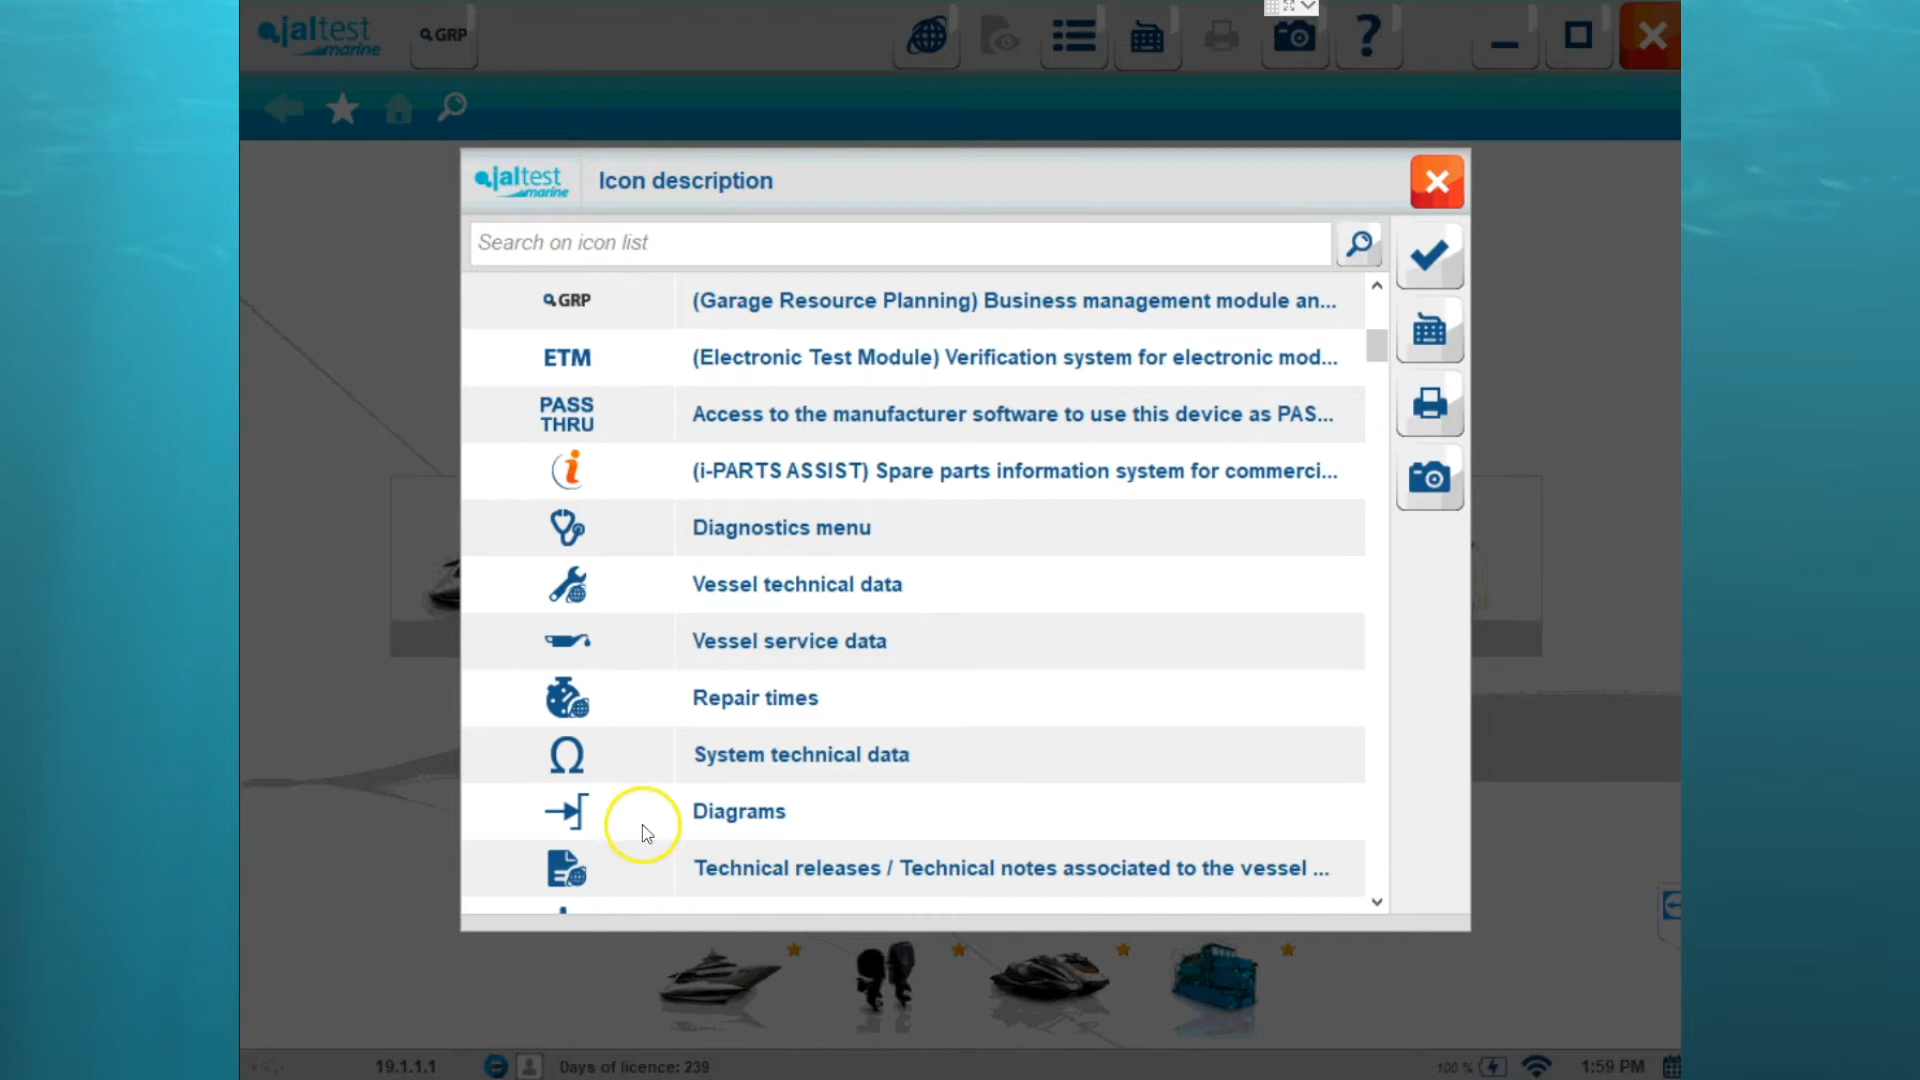 jaltest
marine
GRP
?
jaltest
marine
Icon description
Search on icon list
GRP
(Garage Resource Planning) Business management module an...
ETM
(Electronic Test Module) Verification system for electronic mod...
PASS
THRU
Access to the manufacturer software to use this device as PAS...
i
(i-PARTS ASSIST) Spare parts information system for commerci...
Diagnostics menu
Vessel technical data
Vessel service data
Repair times
Ω
System technical data
Diagrams
Technical releases / Technical notes associated to the vessel ...
19.1.1.1
Days of licence: 239
100 %
1:59 PM